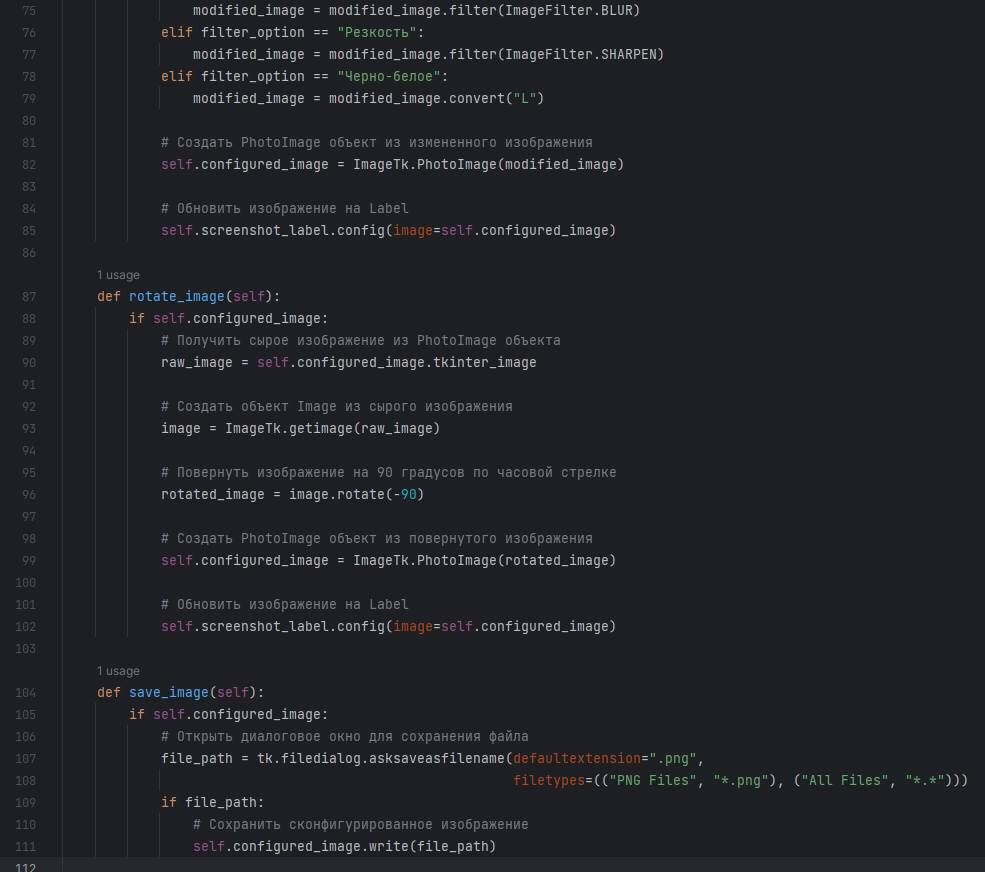 75 modified_image = modified_image.filter(ImageFilter.BLUR)
76 elif filter_option == "Резкость":
77 modified_image = modified_image.filter(ImageFilter.SHARPEN)
78 elif filter_option == "Черно-белое":
79 modified_image = modified_image.convert("L")
80
81 # Создать PhotoImage объект из измененного изображения
82 self.configured_image = ImageTk.PhotoImage(modified_image)
83
84 # Обновить изображение на Label
85 self.screenshot_label.config(image=self.configured_image)
86
1 usage
87 def rotate_image(self):
88 if self.configured_image:
89 # Получить сырое изображение из PhotoImage объекта
90 raw_image = self.configured_image.tkinter_image
91
92 # Создать объект Image из сырого изображения
93 image = ImageTk.getimage(raw_image)
94
95 # Повернуть изображение на 90 градусов по часовой стрелке
96 rotated_image = image.rotate(-90)
97
98 # Создать PhotoImage объект из повернутого изображения
99 self.configured_image = ImageTk.PhotoImage(rotated_image)
100
101 # Обновить изображение на Label
102 self.screenshot_label.config(image=self.configured_image)
103
1 usage
104 def save_image(self):
105 if self.configured_image:
106 # Открыть диалоговое окно для сохранения файла
107 file_path = tk.filedialog.asksaveasfilename(defaultextension=".png",
108 filetypes=(("PNG Files", "*.png"), ("All Files", "*.*")))
109 if file_path:
110 # Сохранить сконфигурированное изображение
111 self.configured_image.write(file_path)
112